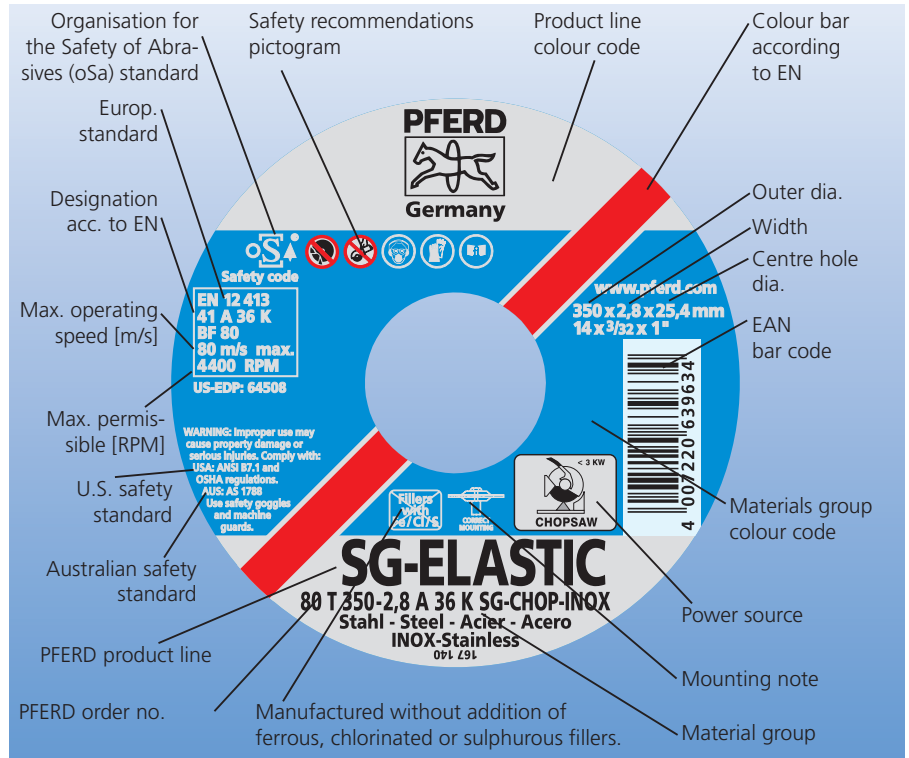 Organisation for
the Safety of Abra-
sives (oSa) standard
Safety recommendations
pictogram
Product line
colour code
Colour bar
according
to EN
Europ.
standard
Designation
acc. to EN
Max. operating
speed [m/s]
Max. permis-
sible [RPM]
U.S. safety
standard
Australian safety
standard
PFERD product line
PFERD order no.
PFERD
Germany
oSa
Safety code
EN 12 413
41 A 36 K
BF 80
80 m/s max.
4400 RPM
US-EDP: 64508
WARNING: Improper use may
cause property damage or
serious injuries. Comply with:
USA: ANSI B7.1 and
OSHA regulations.
AUS: AS 1788
Use safety goggles
and machine
guards.
www.pferd.com
350 x 2,8 x 25,4 mm
14 x 3/32 x 1"
4 007220 639634
Fillers
with
Fe/Cl/S
CORRECT
MOUNTING
< 3 KW
CHOPSAW
SG-ELASTIC
80 T 350-2,8 A 36 K SG-CHOP-INOX
Stahl - Steel - Acier - Acero
INOX-Stainless
167 140
Outer dia.
Width
Centre hole
dia.
EAN
bar code
Materials group
colour code
Power source
Mounting note
Material group
Manufactured without addition of
ferrous, chlorinated or sulphurous fillers.